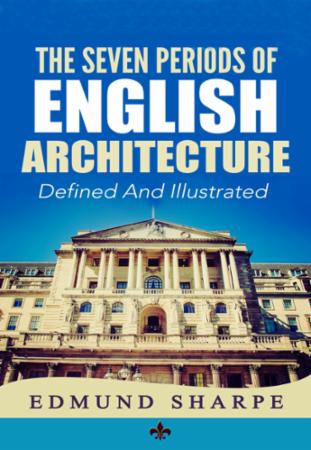 THE SEVEN PERIODS OF
ENGLISH
ARCHITECTURE
Defined And Illustrated
EDMUND SHARPE